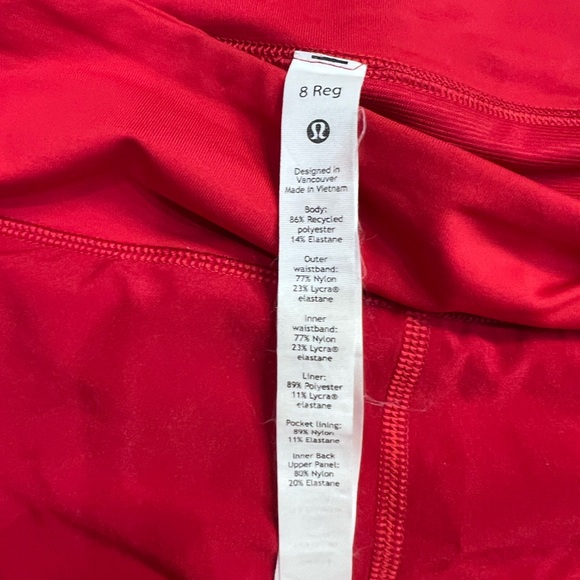 8 Reg
Designed in
Vancouver
Made in Vietnam
Body:
86% Recycled
polyester
14% Elastane
Outer
waistband:
77% Nylon
23% Lycra®
elastane
Inner
waistband:
77% Nylon
23% Lycra®
elastane
Liner:
89% Polyester
11% Lycra®
elastane
Pocket lining:
89% Nylon
11% Elastane
Inner Back
Upper Panel:
80% Nylon
20% Elastane